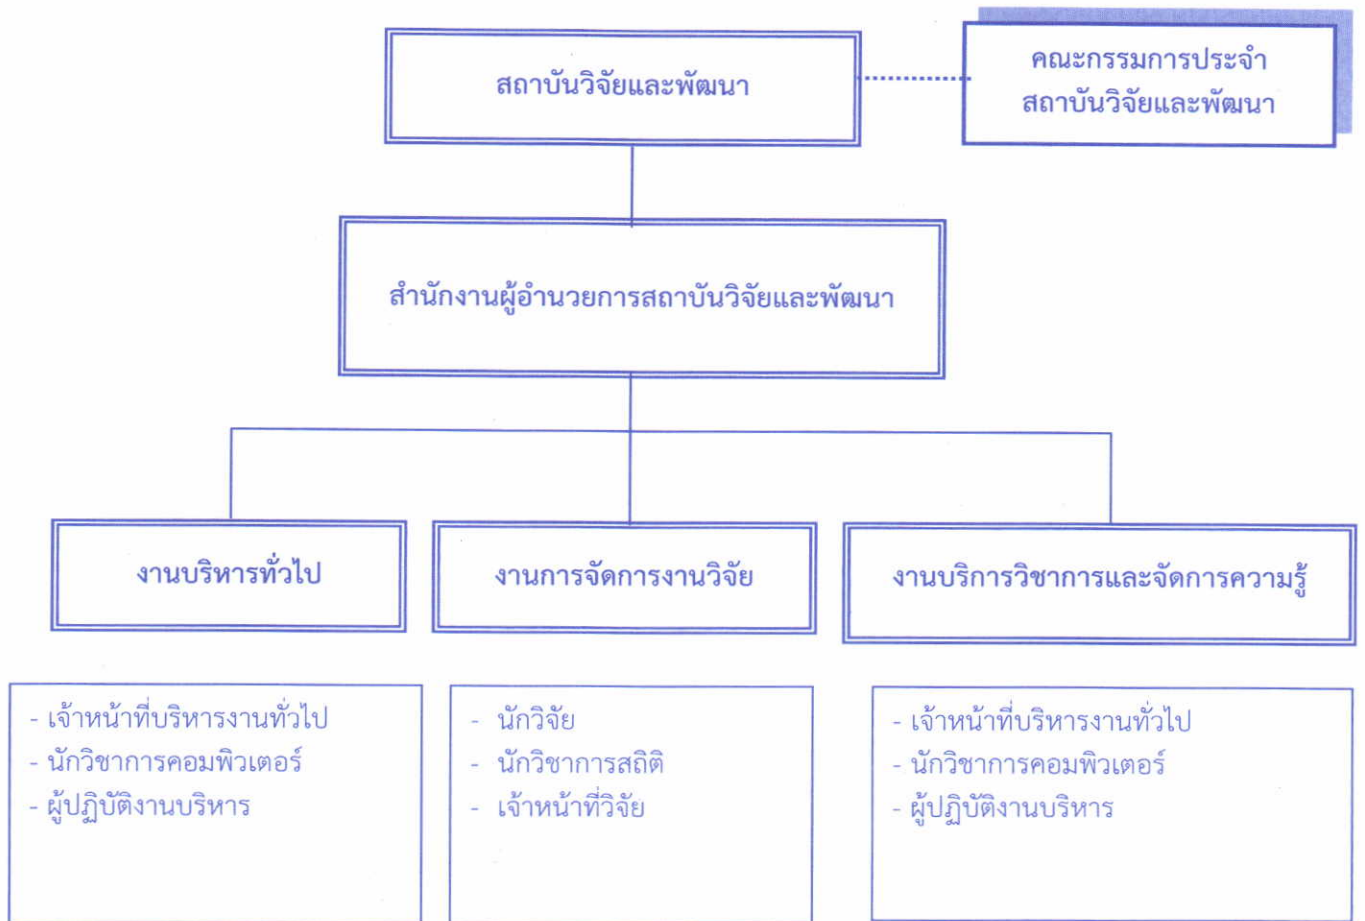 สถาบันวิจัยและพัฒนา
คณะกรรมการประจำ
สถาบันวิจัยและพัฒนา
สำนักงานผู้อำนวยการสถาบันวิจัยและพัฒนา
งานบริหารทั่วไป
งานการจัดการงานวิจัย
งานบริการวิชาการและจัดการความรู้
- เจ้าหน้าที่บริหารงานทั่วไป
- นักวิชาการคอมพิวเตอร์
- ผู้ปฏิบัติงานบริหาร
- นักวิจัย
- นักวิชาการสถิติ
- เจ้าหน้าที่วิจัย
- เจ้าหน้าที่บริหารงานทั่วไป
- นักวิชาการคอมพิวเตอร์
- ผู้ปฏิบัติงานบริหาร